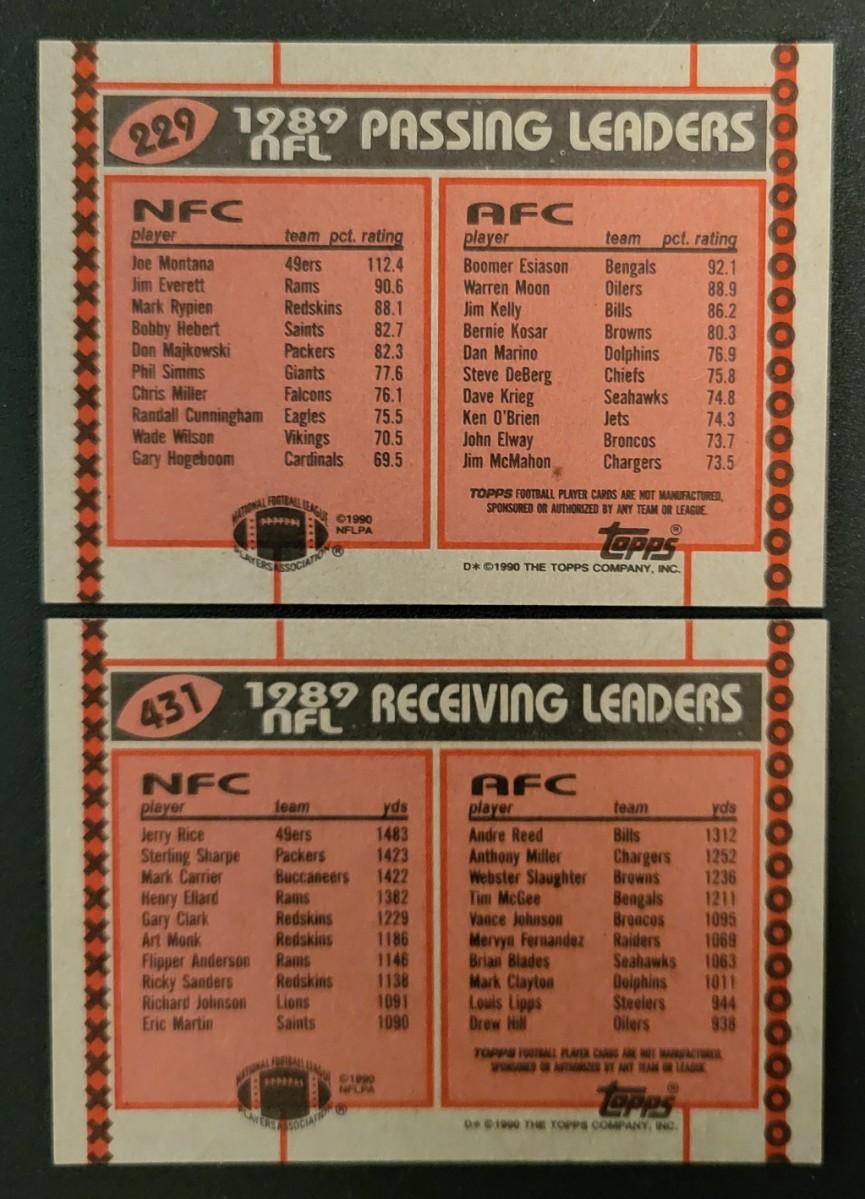 229 1989 NFL PASSING LEADERS
NFC
player team pct. rating
Joe Montana 49ers 112.4
Jim Everett Rams 90.6
Mark Rypien Redskins 88.1
Bobby Hebert Saints 82.7
Don Majkowski Packers 82.3
Phil Simms Giants 77.6
Chris Miller Falcons 76.1
Randall Cunningham Eagles 75.5
Wade Wilson Vikings 70.5
Gary Hogeboom Cardinals 69.5
NATIONAL FOOTBALL LEAGUE
PLAYERS ASSOCIATION ®
©1990
NFLPA
AFC
player team pct. rating
Boomer Esiason Bengals 92.1
Warren Moon Oilers 88.9
Jim Kelly Bills 86.2
Bernie Kosar Browns 80.3
Dan Marino Dolphins 76.9
Steve DeBerg Chiefs 75.8
Dave Krieg Seahawks 74.8
Ken O'Brien Jets 74.3
John Elway Broncos 73.7
Jim McMahon Chargers 73.5
TOPPS FOOTBALL PLAYER CARDS ARE NOT MANUFACTURED,
SPONSORED OR AUTHORIZED BY ANY TEAM OR LEAGUE.
Topps®
D* ©1990 THE TOPPS COMPANY, INC.
431 1989 NFL RECEIVING LEADERS
NFC
player team yds
Jerry Rice 49ers 1483
Sterling Sharpe Packers 1423
Mark Carrier Buccaneers 1422
Henry Ellard Rams 1382
Gary Clark Redskins 1229
Art Monk Redskins 1186
Flipper Anderson Rams 1146
Ricky Sanders Redskins 1138
Richard Johnson Lions 1091
Eric Martin Saints 1090
NATIONAL FOOTBALL LEAGUE
PLAYERS ASSOCIATION ®
©1990
NFLPA
AFC
player team yds
Andre Reed Bills 1312
Anthony Miller Chargers 1252
Webster Slaughter Browns 1236
Tim McGee Bengals 1211
Vance Johnson Broncos 1095
Mervyn Fernandez Raiders 1069
Brian Blades Seahawks 1063
Mark Clayton Dolphins 1011
Louis Lipps Steelers 944
Drew Hill Oilers 938
TOPPS FOOTBALL PLAYER CARDS ARE NOT MANUFACTURED,
SPONSORED OR AUTHORIZED BY ANY TEAM OR LEAGUE.
Topps®
D* ©1990 THE TOPPS COMPANY, INC.